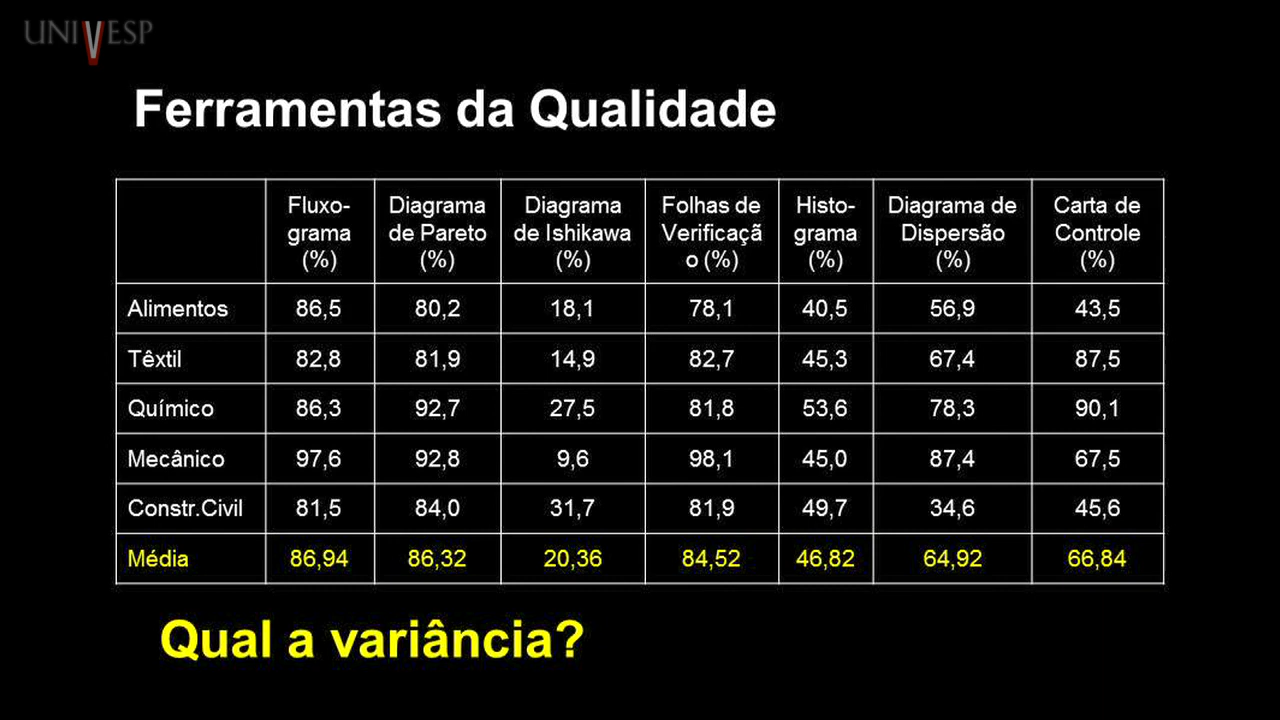 UNIVESP
Ferramentas da Qualidade
Fluxo-
grama
(%)
Diagrama
de Pareto
(%)
Diagrama
de Ishikawa
(%)
Folhas de
Verificaçã
o (%)
Histo-
grama
(%)
Diagrama de
Dispersão
(%)
Carta de
Controle
(%)
Alimentos 86,5 80,2 18,1 78,1 40,5 56,9 43,5
Têxtil 82,8 81,9 14,9 82,7 45,3 67,4 87,5
Químico 86,3 92,7 27,5 81,8 53,6 78,3 90,1
Mecânico 97,6 92,8 9,6 98,1 45,0 87,4 67,5
Constr.Civil 81,5 84,0 31,7 81,9 49,7 34,6 45,6
Média 86,94 86,32 20,36 84,52 46,82 64,92 66,84
Qual a variância?